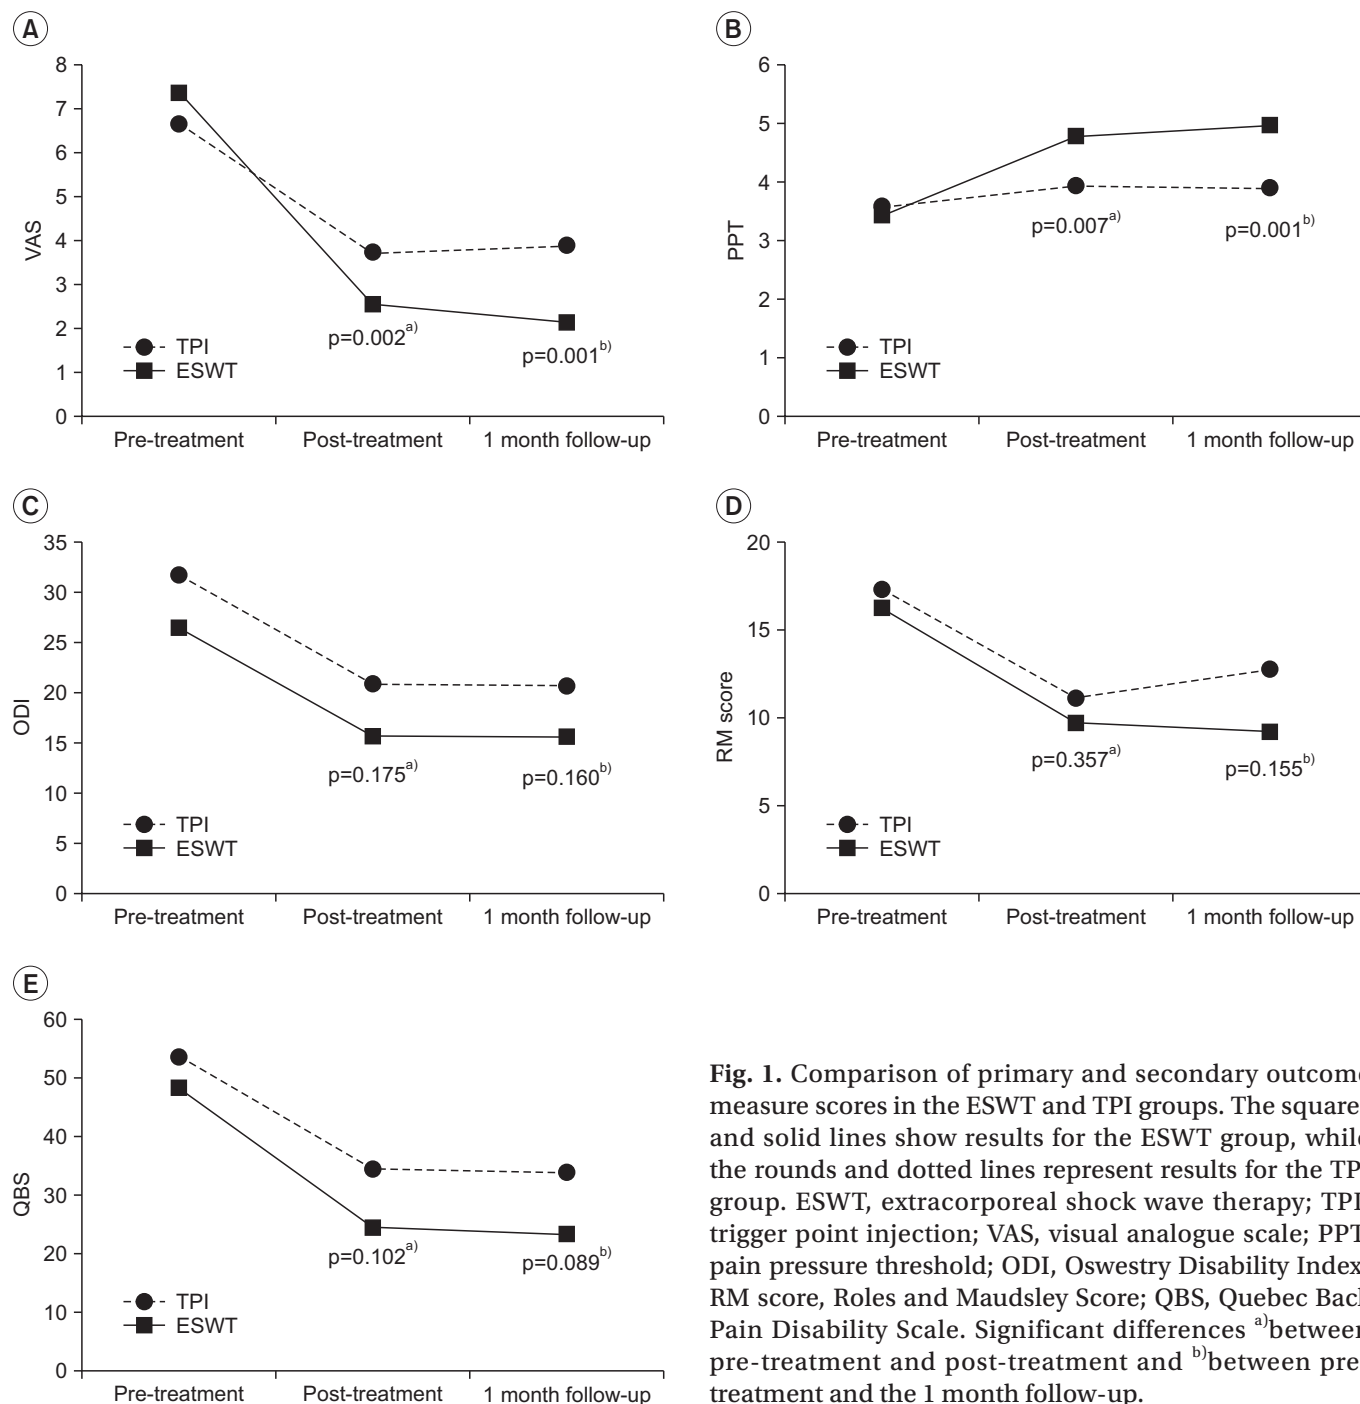 A
8
7
6
5
4
3
2
1
0
VAS
TPI
ESWT
p=0.002a)
p=0.001b)
Pre-treatment Post-treatment 1 month follow-up
B
6
5
4
3
2
1
0
PPT
p=0.007a)
p=0.001b)
TPI
ESWT
Pre-treatment Post-treatment 1 month follow-up
C
35
30
25
20
15
10
5
0
ODI
p=0.175a)
p=0.160b)
TPI
ESWT
Pre-treatment Post-treatment 1 month follow-up
D
20
15
10
5
0
RM score
p=0.357a)
p=0.155b)
TPI
ESWT
Pre-treatment Post-treatment 1 month follow-up
E
60
50
40
30
20
10
0
QBS
p=0.102a)
p=0.089b)
TPI
ESWT
Pre-treatment Post-treatment 1 month follow-up
Fig. 1. Comparison of primary and secondary outcome
measure scores in the ESWT and TPI groups. The square
and solid lines show results for the ESWT group, while
the rounds and dotted lines represent results for the TP
group. ESWT, extracorporeal shock wave therapy; TPI
trigger point injection; VAS, visual analogue scale; PPT
pain pressure threshold; ODI, Oswestry Disability Index
RM score, Roles and Maudsley Score; QBS, Quebec Bac
Pain Disability Scale. Significant differences a)between
pre-treatment and post-treatment and b)between pre
treatment and the 1 month follow-up.